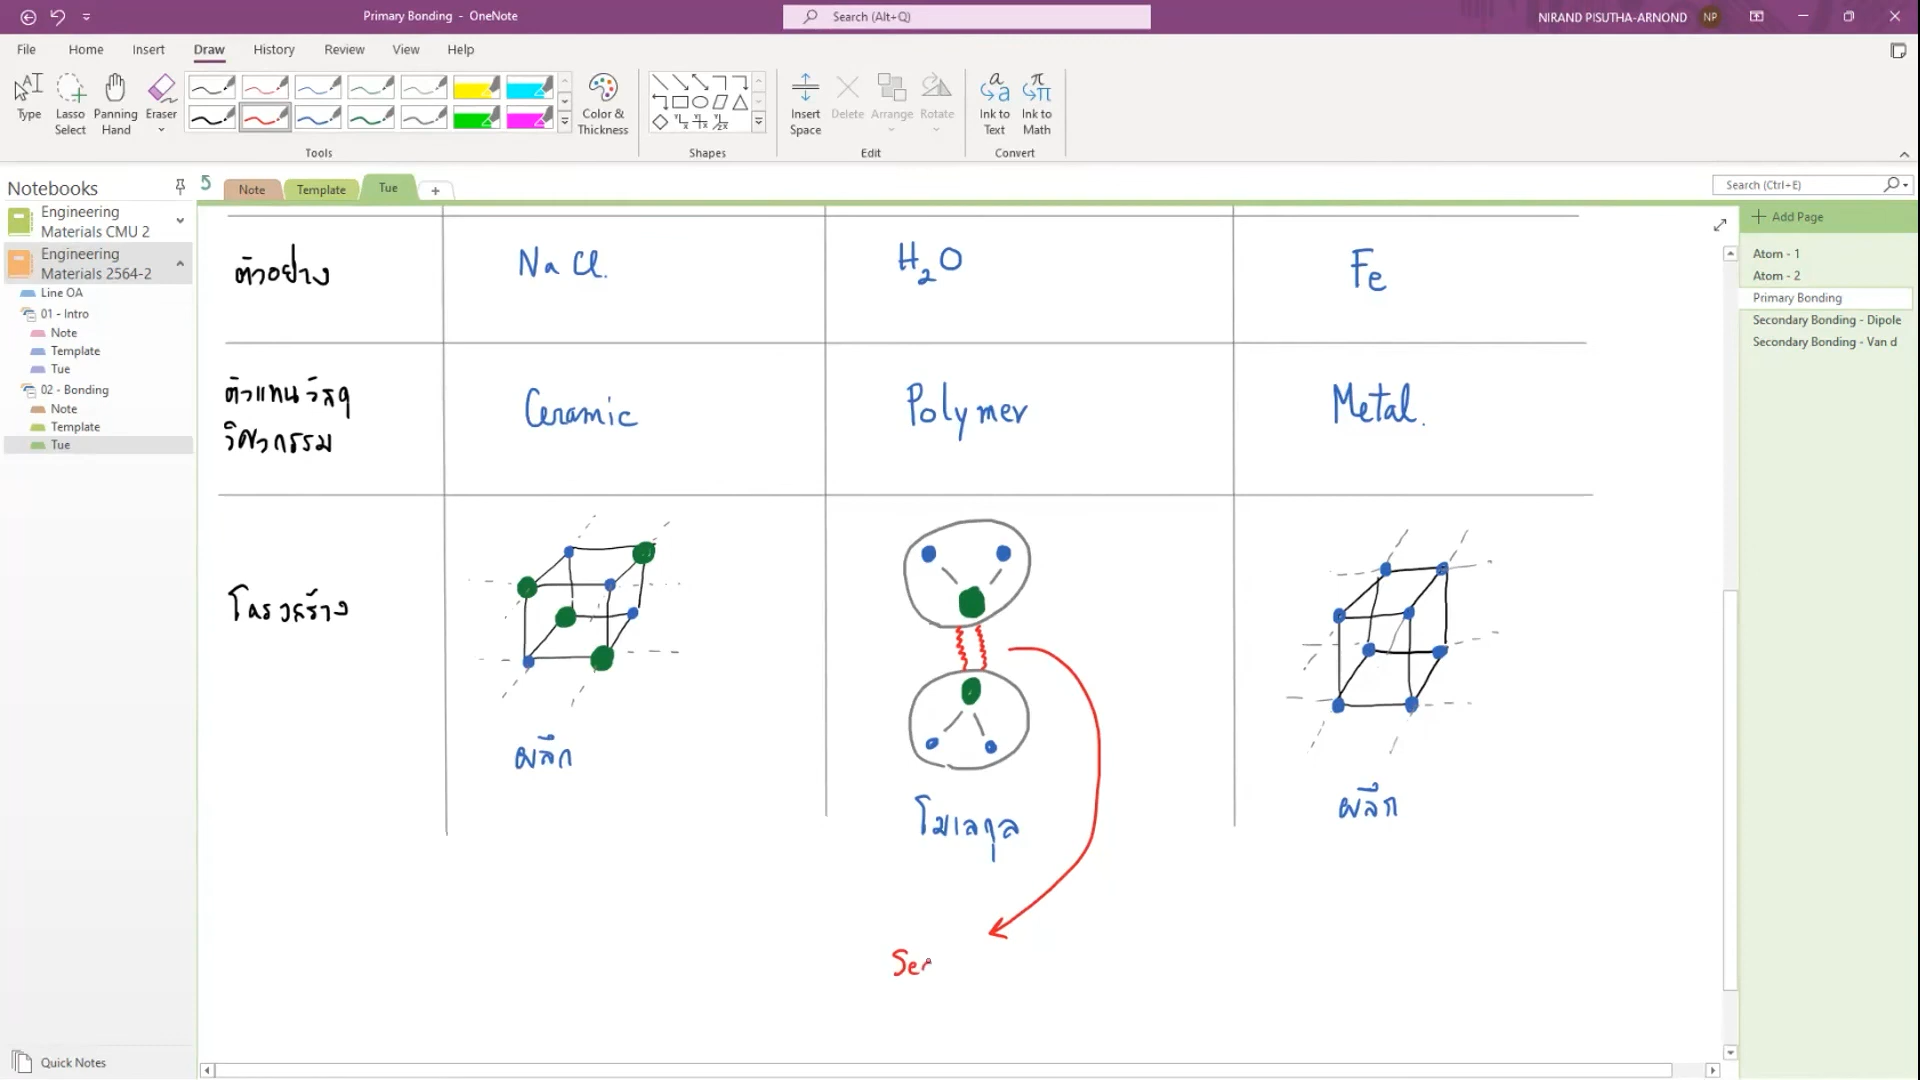 Primary Bonding - OneNote
Search (Alt+Q)
NIRAND PISUTHA-ARNOND
NP
File
Home
Insert
Draw
History
Review
View
Help
Type
Lasso
Select
Panning
Hand
Eraser
Color &
Thickness
Insert
Space
Delete
Arrange
Rotate
Ink to
Text
Ink to
Math
Tools
Shapes
Edit
Convert
Notebooks
Note
Template
Tue
Search (Ctrl+E)
Engineering
Materials CMU 2
Engineering
Materials 2564-2
Line OA
01 - Intro
Note
Template
Tue
02 - Bonding
Note
Template
Tue
Quick Notes
Add Page
Atom - 1
Atom - 2
Primary Bonding
Secondary Bonding - Dipole
Secondary Bonding - Van d
ตัวอย่าง
NaCl.
H2O
Fe
ตัวแทนวัสดุ
วิศวกรรม
Ceramic
Polymer
Metal.
โครงสร้าง
ผลึก
โมเลกุล
ผลึก